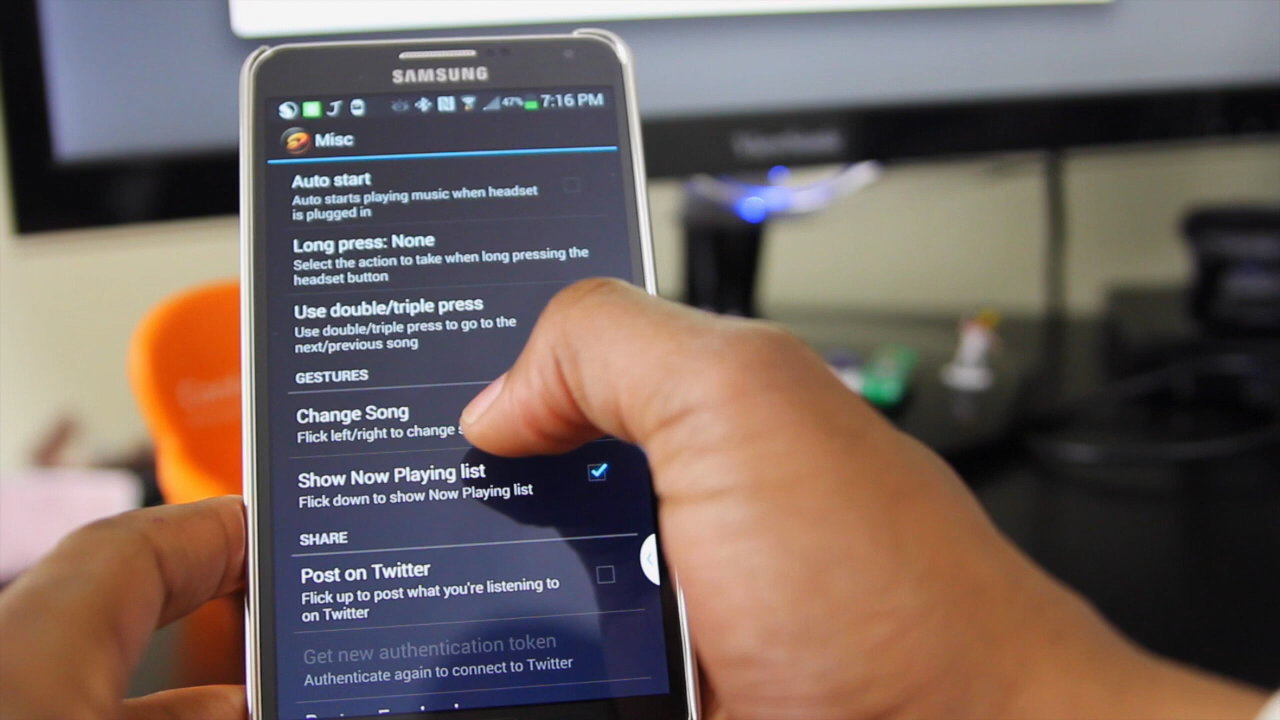 SAMSUNG
47% 7:16 PM
Misc
Auto start
Auto starts playing music when headset
is plugged in
Long press: None
Select the action to take when long pressing the
headset button
Use double/triple press
Use double/triple press to go to the
next/previous song
GESTURES
Change Song
Flick left/right to change
Show Now Playing list
Flick down to show Now Playing list
SHARE
Post on Twitter
Flick up to post what you're listening to
on Twitter
Get new authentication token
Authenticate again to connect to Twitter